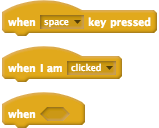 when space key pressed
when I am clicked
when